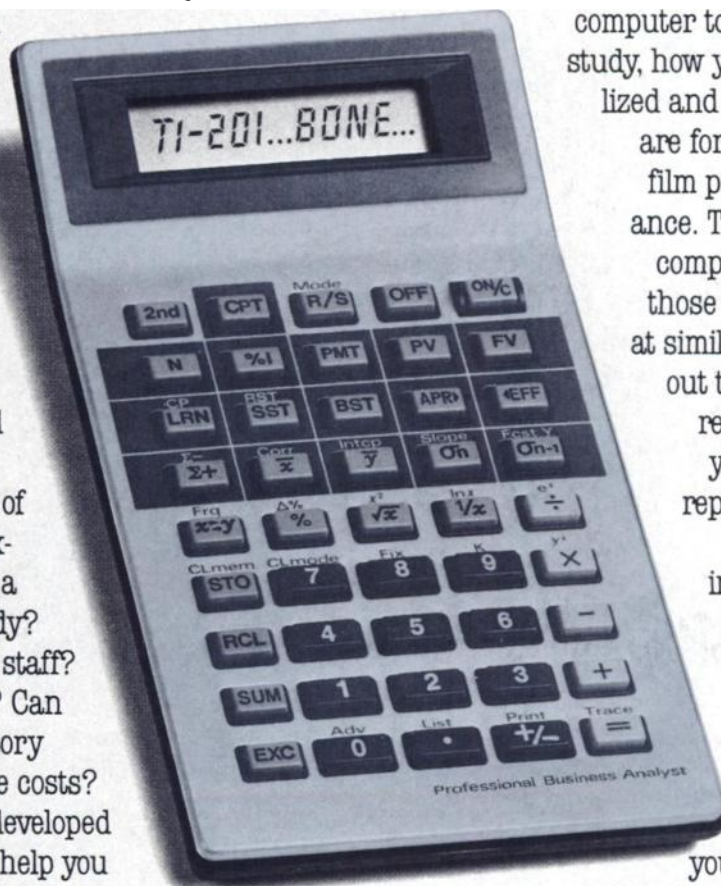 of
x-
a
dy?
staff?
? Can
ory
e costs?
developed
help you
TI-201...BONE...
Mode
2nd CPT R/S OFF ON/C
N %I PMT PV FV
CP RST
LRN SST BST APR▸ ◂EFF
Σ- Corr Intcp Slope Fcst Y
Σ+ x̅ y̅ σn σn-1
Frq Δ% x² lnx eˣ
x⇄y % √x 1/x ÷
CLmem CLmode Fix K yˣ
STO 7 8 9 ×
RCL 4 5 6 −
SUM 1 2 3 +
Adv List Print Trace
EXC 0 . +/− =
Professional Business Analyst
computer to
study, how y
lized and
are for
film p
ance. T
comp
those
at simil
out t
re
y
rep
in
you